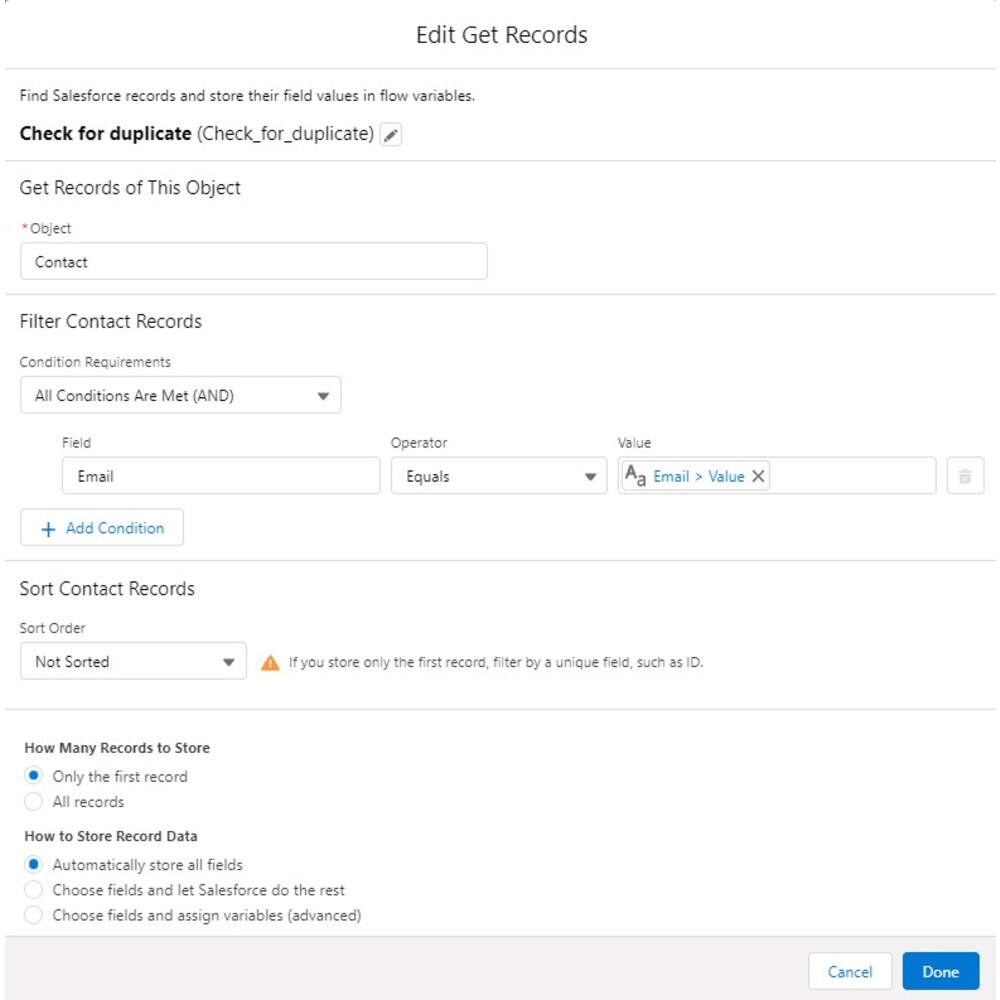 Edit Get Records
Find Salesforce records and store their field values in flow variables.
Check for duplicate (Check_for_duplicate)
Get Records of This Object
* Object
Contact
Filter Contact Records
Condition Requirements
All Conditions Are Met (AND)
Field Operator Value
Email Equals Aa Email > Value
+ Add Condition
Sort Contact Records
Sort Order
Not Sorted If you store only the first record, filter by a unique field, such as ID.
How Many Records to Store
Only the first record
All records
How to Store Record Data
Automatically store all fields
Choose fields and let Salesforce do the rest
Choose fields and assign variables (advanced)
Cancel Done